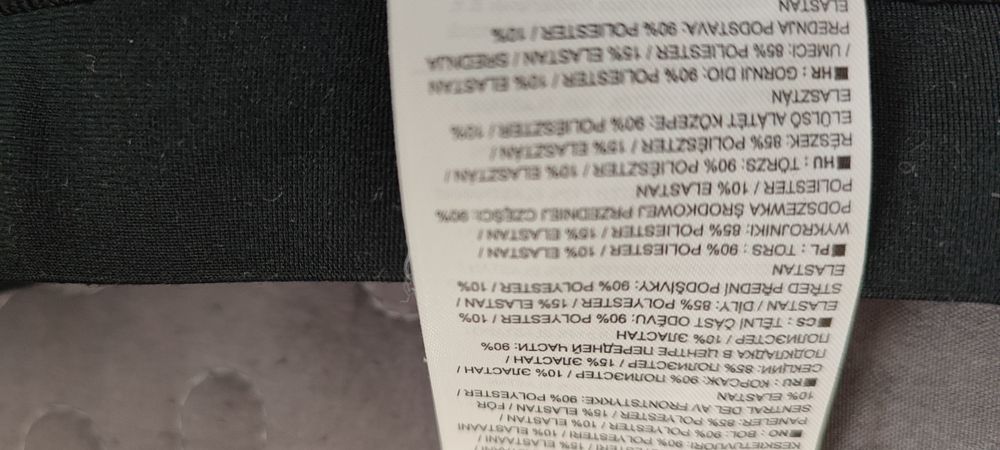 KESKIETUVUORI: 90% POLYESTERI / 10% ELASTAANI
■NO : BOL: 90% POLYESTER / 10% ELASTAN /
PANELER: 85% POLYESTER / 15% ELASTAN / FÔR
SENTRAL DEL AV FRONTSTYKKE: 90% POLYESTER /
10% ELASTAN
■RU : КОРСАЖ: 90% ПОЛИЭСТЕР / 10% ЭЛАСТАН /
СЕКЦИИ: 85% ПОЛИЭСТЕР / 15% ЭЛАСТАН /
ПОДКЛАДКА В ЦЕНТРЕ ПЕРЕДНЕЙ ЧАСТИ: 90%
ПОЛИЭСТЕР / 10% ЭЛАСТАН
■CS : TĚLNÍ ČÁST ODĚVU: 90% POLYESTER / 10%
ELASTAN / DÍLY: 85% POLYESTER / 15% ELASTAN /
STŘED PŘEDNÍ PODŠÍVKY: 90% POLYESTER / 10%
ELASTAN
■PL : TORS : 90% POLIESTER / 10% ELASTAN /
WYKROJNIKI: 85% POLIESTER / 15% ELASTAN /
PODSZEWKA ŚRODKOWEJ PRZEDNIEJ CZĘŚCI: 90%
POLIESTER / 10% ELASTAN
■HU : TÖRZS: 90% POLIÉSZTER / 10% ELASZTÁN /
RÉSZEK: 85% POLIÉSZTER / 15% ELASZTÁN /
ELÜLSŐ ALÁTÉT KÖZEPE: 90% POLIÉSZTER / 10%
ELASZTÁN
■HR : GORNJI DIO: 90% POLIESTER / 10% ELASTAN
/ UMECI: 85% POLIESTER / 15% ELASTAN / SREDNJA
PREDNJA PODSTAVA: 90% POLIESTER / 10%
ELASTAN